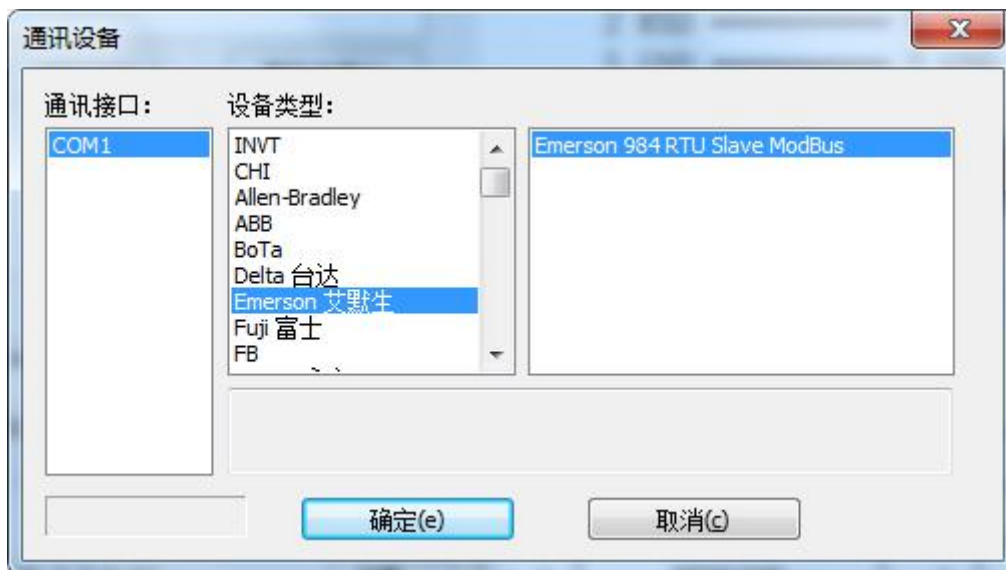 通讯设备
通讯接口：
设备类型：
COM1
INVT
CHI
Allen-Bradley
ABB
BoTa
Delta 台达
Emerson 艾默生
Fuji 富士
FB
Emerson 984 RTU Slave ModBus
确定(e)
取消(c)